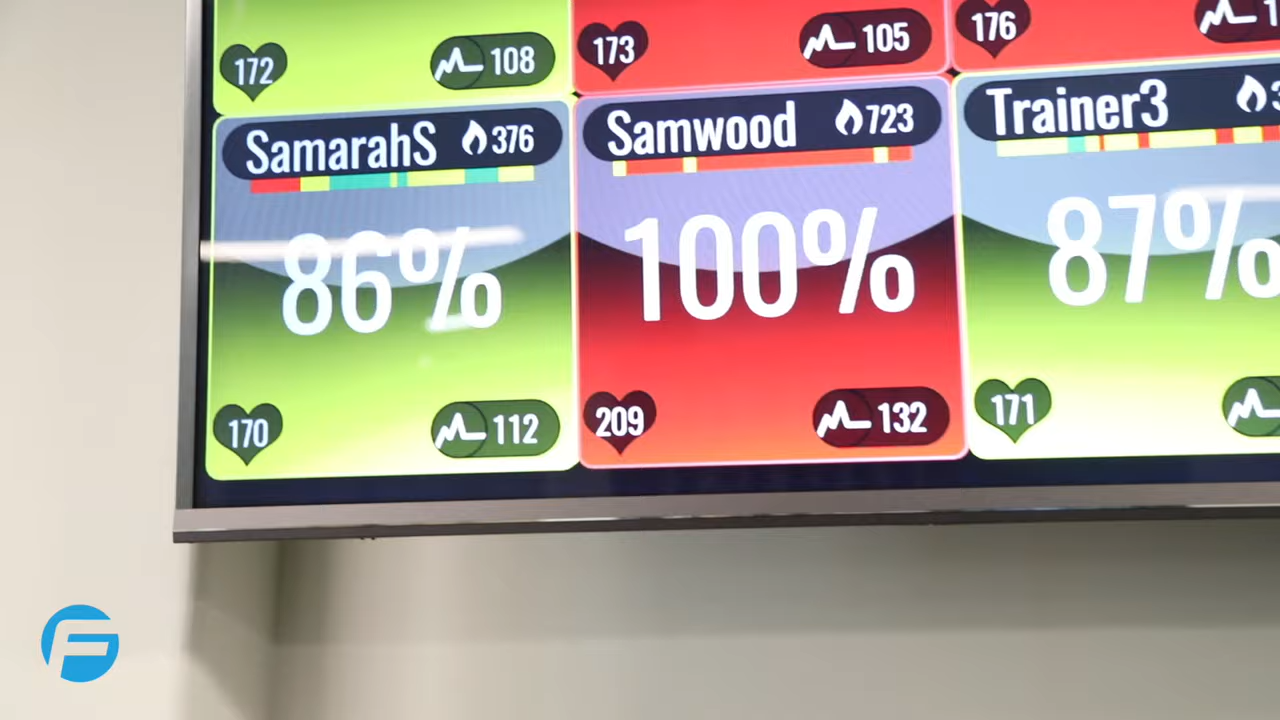 172 108 173 105 176
SamarahS 376
86%
170 112
Samwood 723
100%
209 132
Trainer3
87%
171